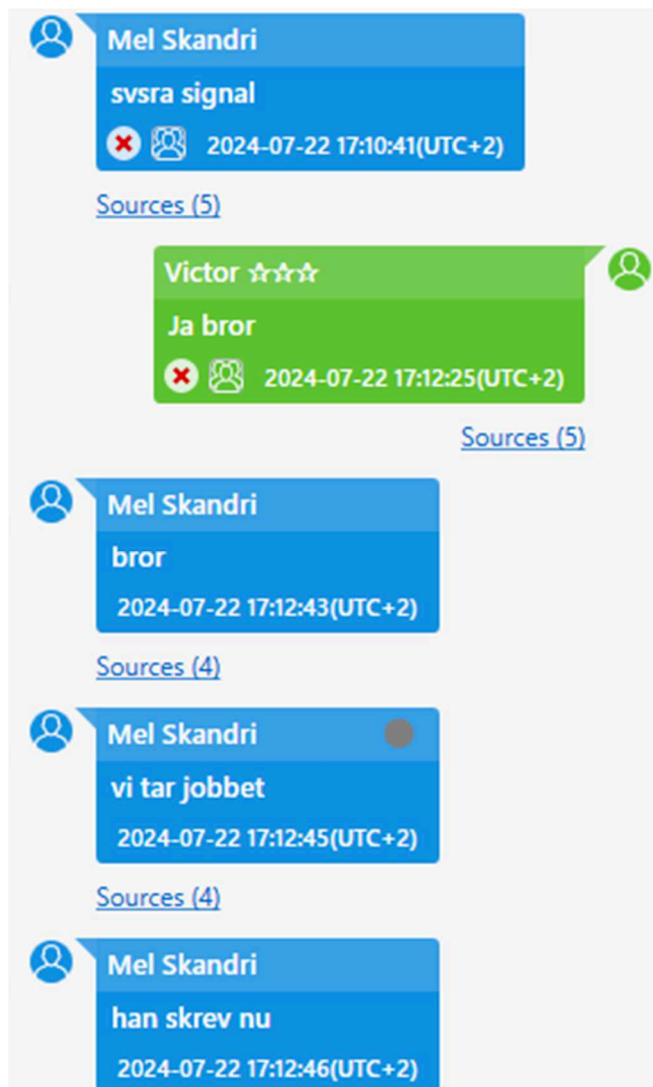 Mel Skandri
svsra signal
2024-07-22 17:10:41(UTC+2)
Sources (5)
Victor ☆☆☆
Ja bror
2024-07-22 17:12:25(UTC+2)
Sources (5)
Mel Skandri
bror
2024-07-22 17:12:43(UTC+2)
Sources (4)
Mel Skandri
vi tar jobbet
2024-07-22 17:12:45(UTC+2)
Sources (4)
Mel Skandri
han skrev nu
2024-07-22 17:12:46(UTC+2)